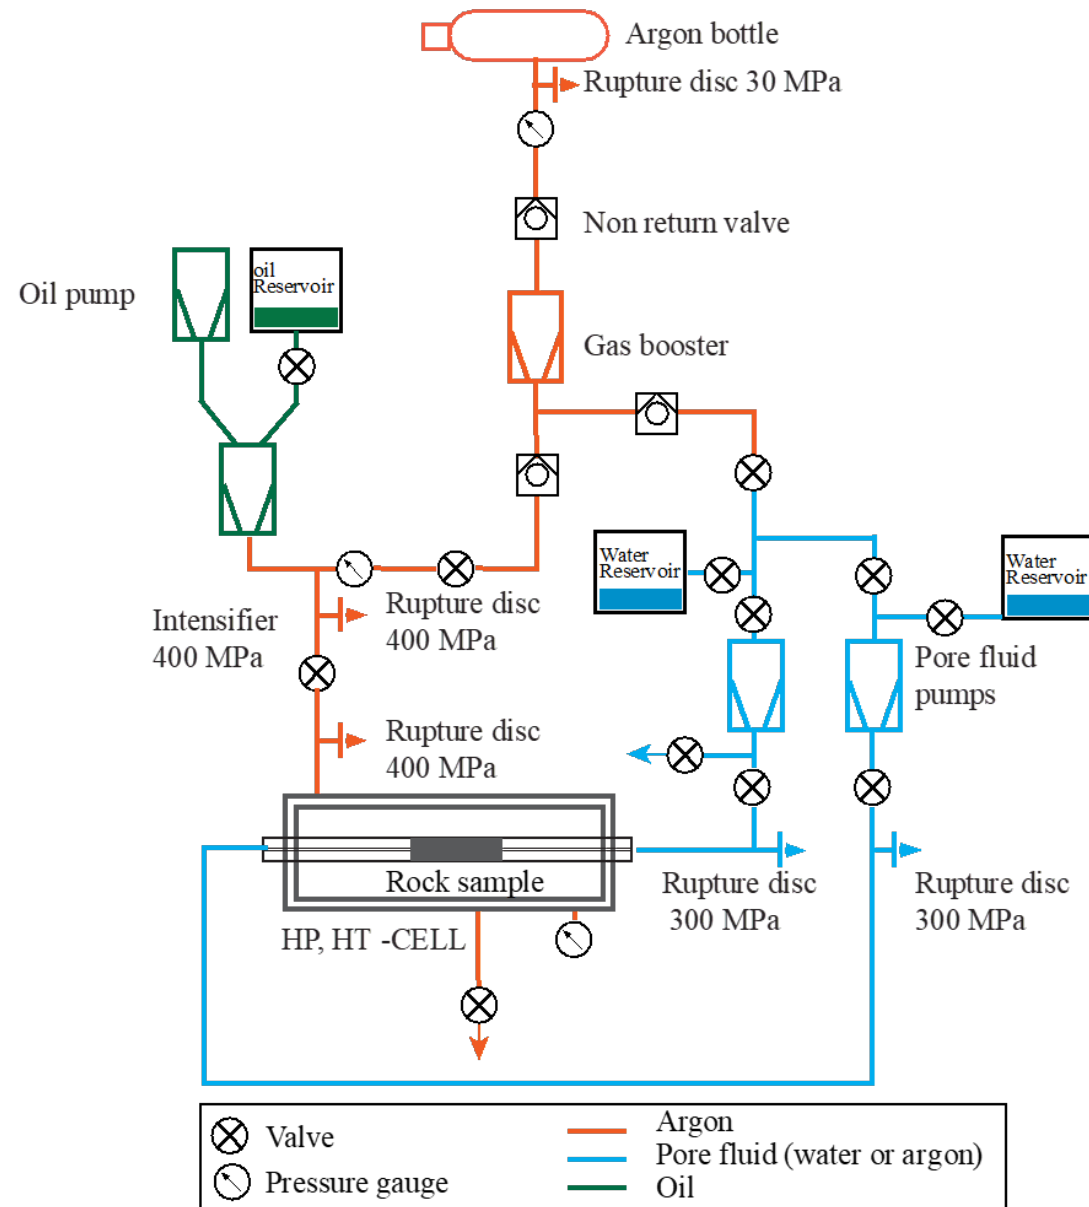 Argon bottle
Rupture disc 30 MPa
Non return valve
Oil pump
oil
Reservoir
Gas booster
Water
Reservoir
Water
Reservoir
Intensifier
400 MPa
Rupture disc
400 MPa
Pore fluid
pumps
Rupture disc
400 MPa
Rock sample
HP, HT -CELL
Rupture disc
300 MPa
Rupture disc
300 MPa
Valve
Pressure gauge
Argon
Pore fluid (water or argon)
Oil